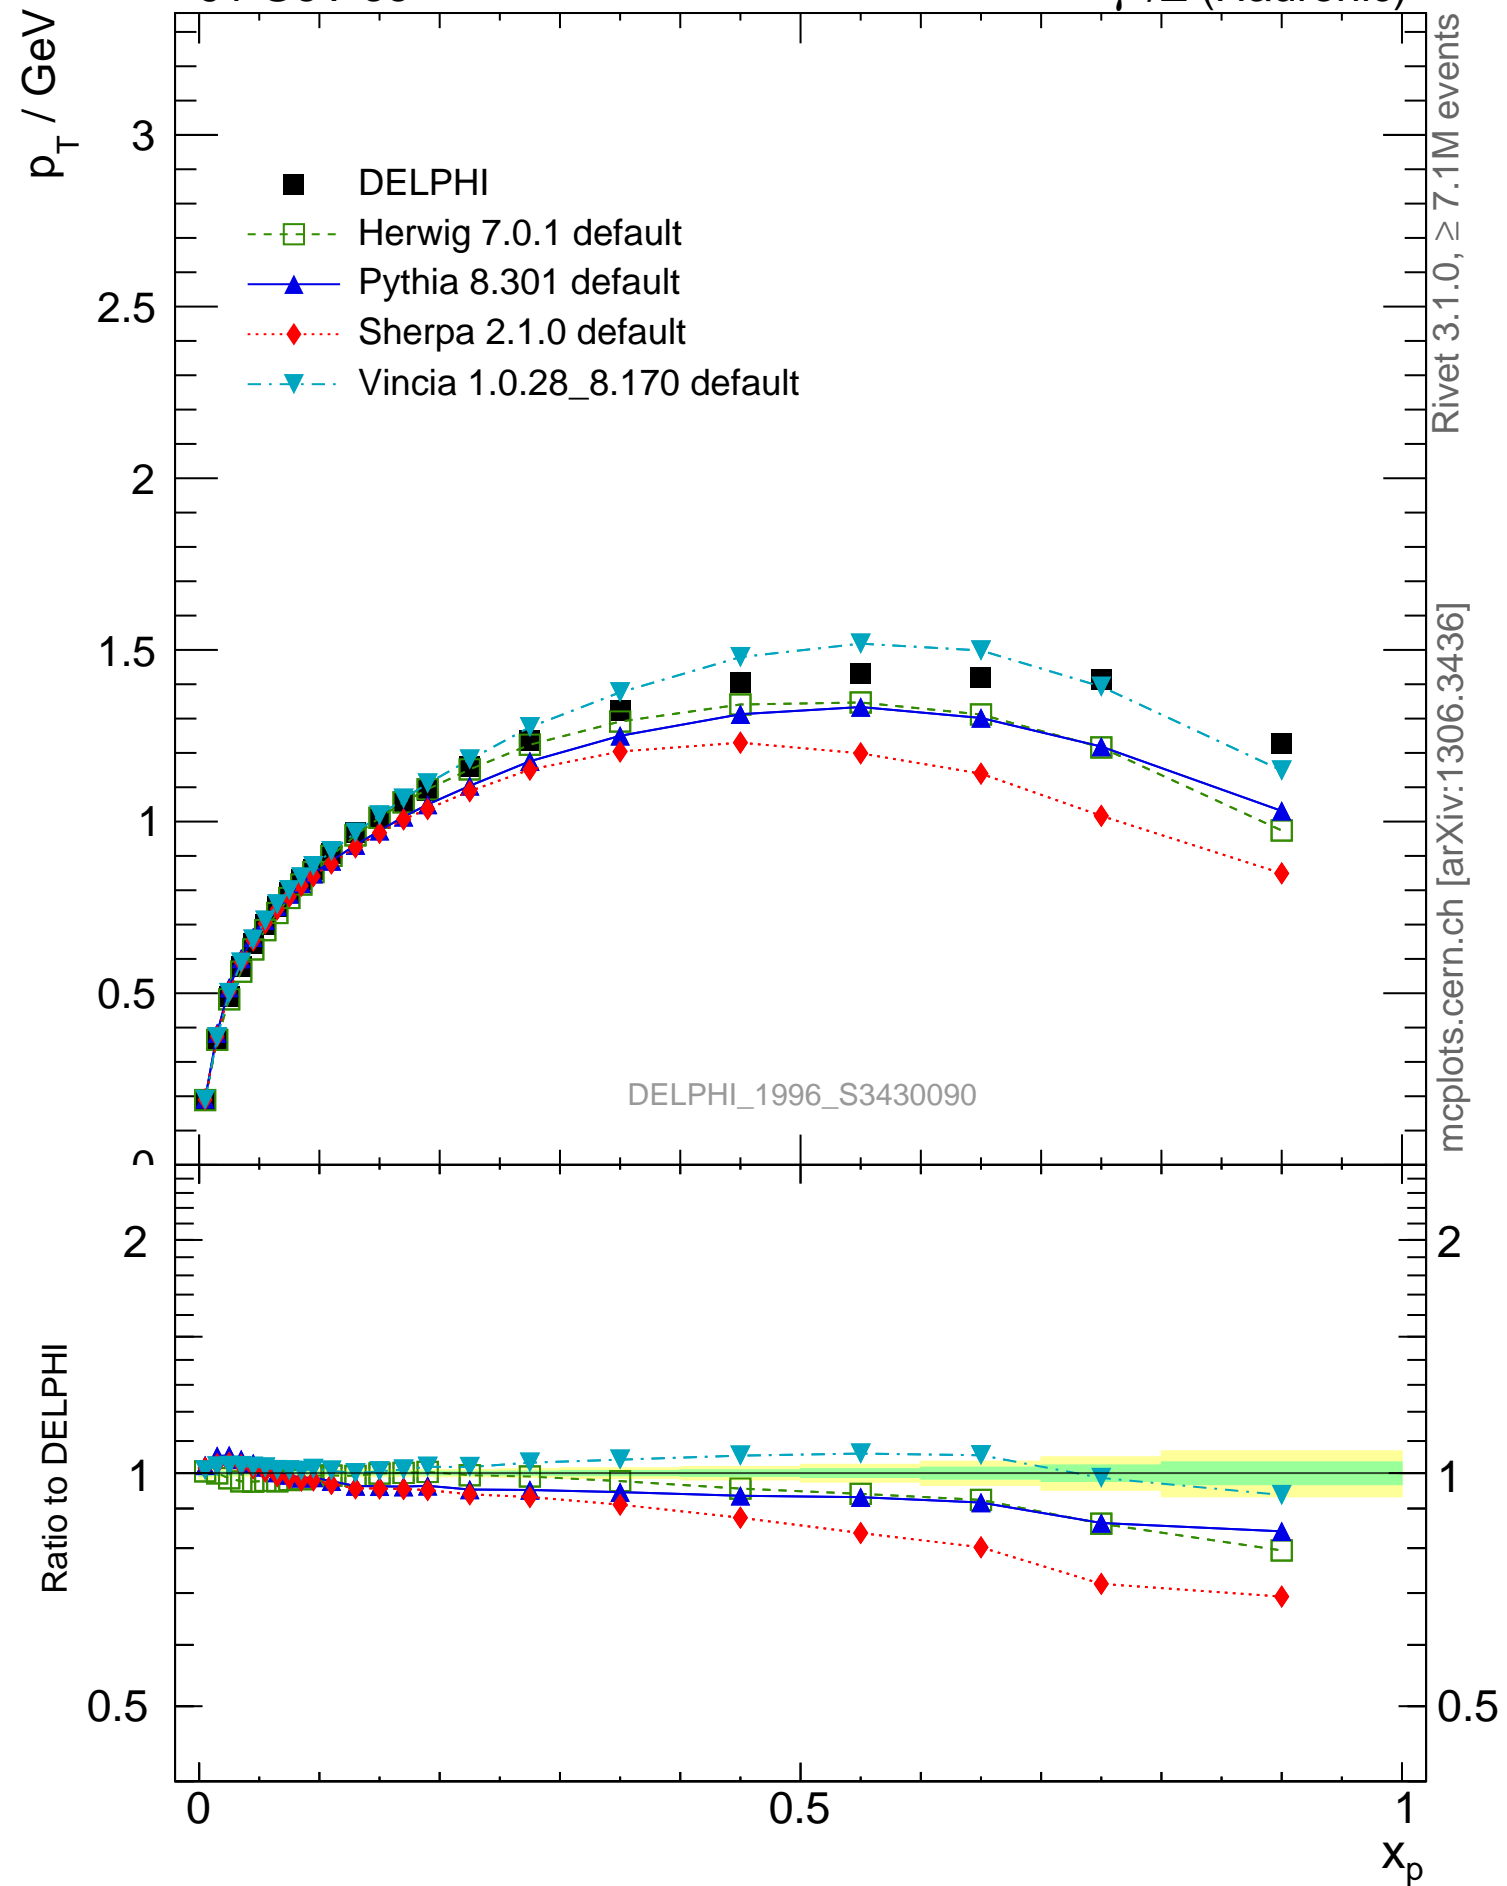 p_T / GeV
3
2.5
2
1.5
1
0.5
0
DELPHI
Herwig 7.0.1 default
Pythia 8.301 default
Sherpa 2.1.0 default
Vincia 1.0.28_8.170 default
DELPHI_1996_S3430090
Rivet 3.1.0, ≥ 7.1M events
mcplots.cern.ch [arXiv:1306.3436]
Ratio to DELPHI
2
1
0.5
2
1
0.5
0
0.5
1
x_p